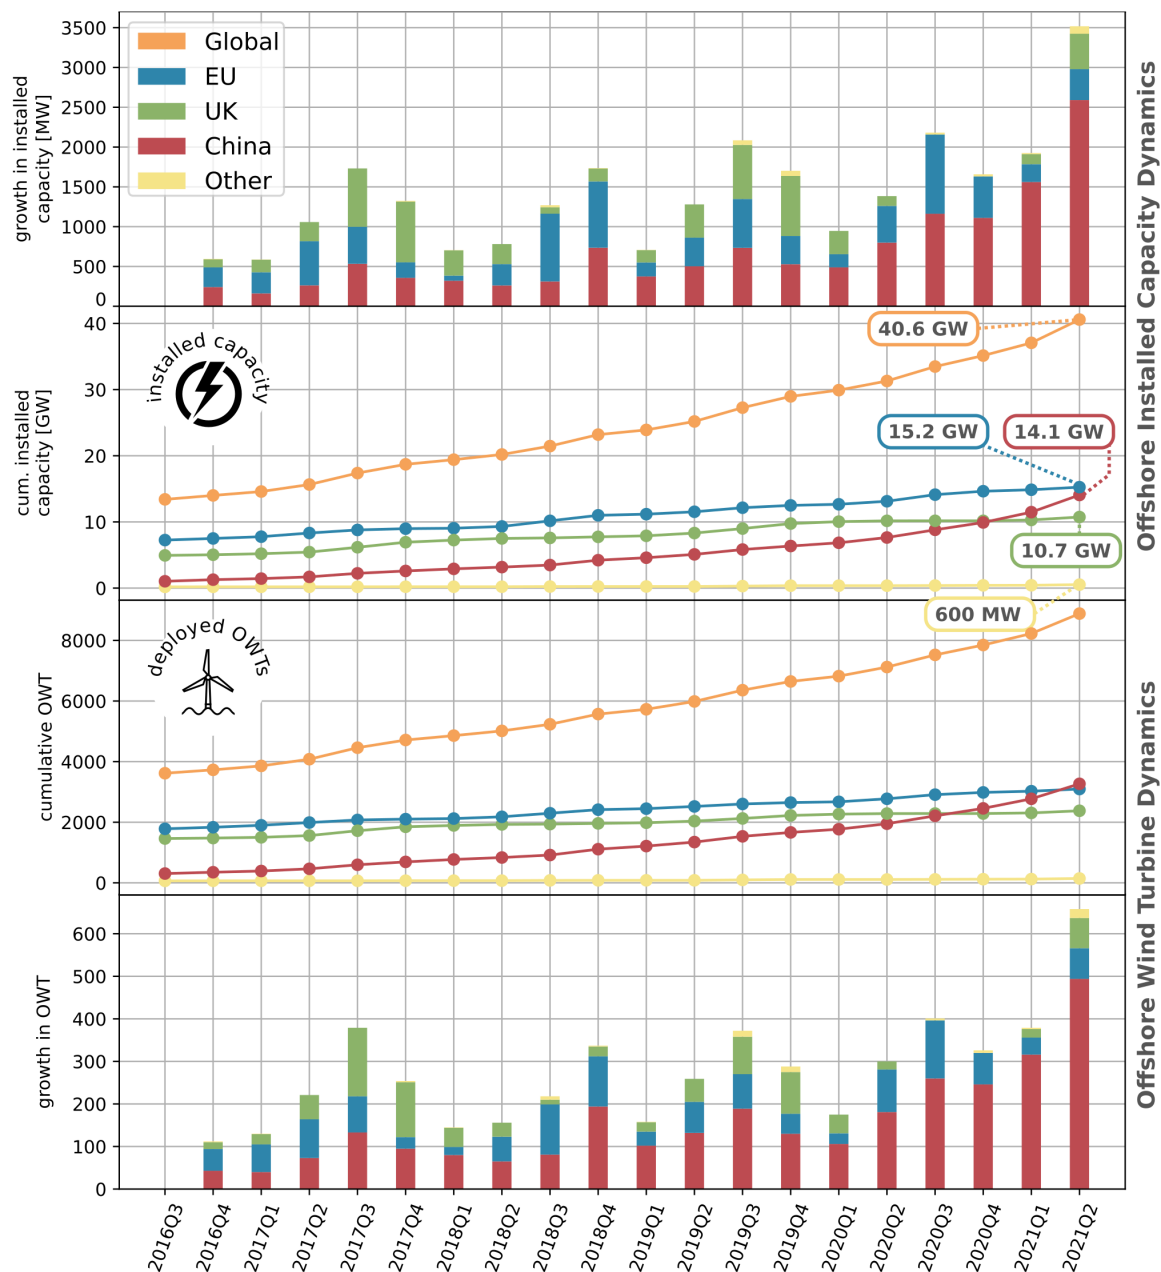 growth in installed
capacity [MW]
3500
3000
2500
2000
1500
1000
500
0
Global
EU
UK
China
Other
cum. installed
capacity [GW]
40
30
20
10
0
installed capacity
40.6 GW
15.2 GW
14.1 GW
10.7 GW
600 MW
Offshore Installed Capacity Dynamics
cumulative OWT
8000
6000
4000
2000
0
deployed OWTs
growth in OWT
600
500
400
300
200
100
0
Offshore Wind Turbine Dynamics
2016Q3
2016Q4
2017Q1
2017Q2
2017Q3
2017Q4
2018Q1
2018Q2
2018Q3
2018Q4
2019Q1
2019Q2
2019Q3
2019Q4
2020Q1
2020Q2
2020Q3
2020Q4
2021Q1
2021Q2